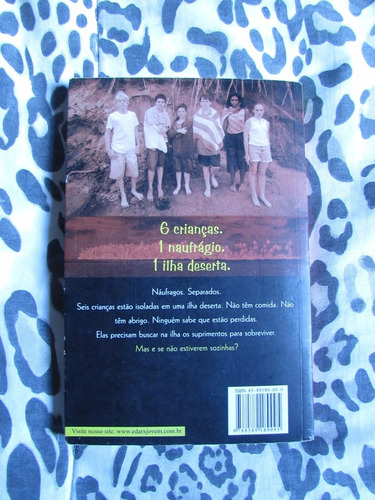 6 crianças.
1 naufrágio.
1 ilha deserta.
Náufragos. Separados.
Seis crianças estão isoladas em uma ilha deserta. Não têm comida. Não
têm abrigo. Ninguém sabe que estão perdidas.
Elas precisam buscar na ilha os suprimentos para sobreviver.
Mas e se não estiverem sozinhas?
Visite nosso site: www.edarxjovem.com.br